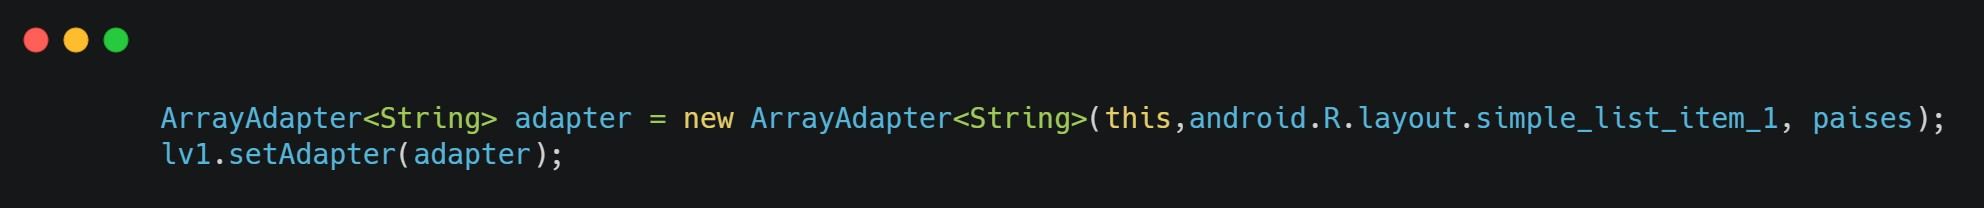 ArrayAdapter<String> adapter = new ArrayAdapter<String>(this,android.R.layout.simple_list_item_1, paises);
lv1.setAdapter(adapter);